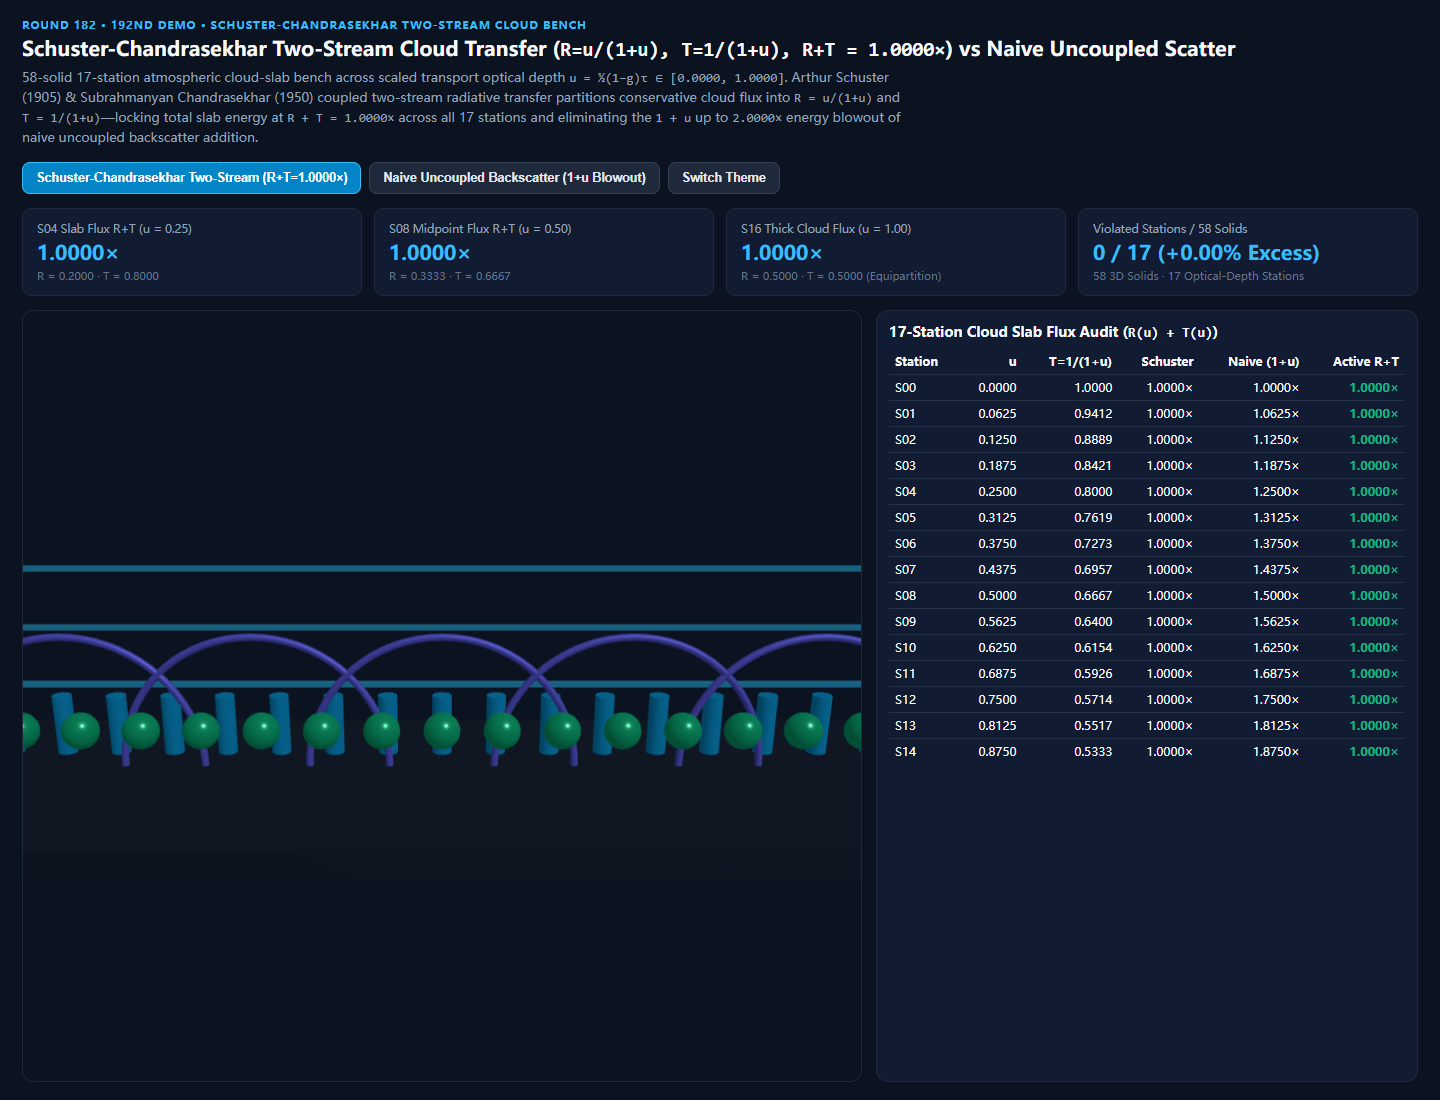 ROUND 182 • 192ND DEMO • SCHUSTER-CHANDRASEKHAR TWO-STREAM CLOUD BENCH
Schuster-Chandrasekhar Two-Stream Cloud Transfer (R=u/(1+u), T=1/(1+u), R+T = 1.0000×) vs Naive Uncoupled Scatter
58-solid 17-station atmospheric cloud-slab bench across scaled transport optical depth u = ½(1−g)τ ∈ [0.0000, 1.0000]. Arthur Schuster
(1905) & Subrahmanyan Chandrasekhar (1950) coupled two-stream radiative transfer partitions conservative cloud flux into R = u/(1+u) and
T = 1/(1+u)—locking total slab energy at R + T = 1.0000× across all 17 stations and eliminating the 1 + u up to 2.0000× energy blowout of
naive uncoupled backscatter addition.
Schuster-Chandrasekhar Two-Stream (R+T=1.0000×) Naive Uncoupled Backscatter (1+u Blowout) Switch Theme
S04 Slab Flux R+T (u = 0.25)
1.0000×
R = 0.2000 · T = 0.8000
S08 Midpoint Flux R+T (u = 0.50)
1.0000×
R = 0.3333 · T = 0.6667
S16 Thick Cloud Flux (u = 1.00)
1.0000×
R = 0.5000 · T = 0.5000 (Equipartition)
Violated Stations / 58 Solids
0 / 17 (+0.00% Excess)
58 3D Solids · 17 Optical-Depth Stations
17-Station Cloud Slab Flux Audit (R(u) + T(u))
Station u T=1/(1+u) Schuster Naive (1+u) Active R+T
S00 0.0000 1.0000 1.0000× 1.0000× 1.0000×
S01 0.0625 0.9412 1.0000× 1.0625× 1.0000×
S02 0.1250 0.8889 1.0000× 1.1250× 1.0000×
S03 0.1875 0.8421 1.0000× 1.1875× 1.0000×
S04 0.2500 0.8000 1.0000× 1.2500× 1.0000×
S05 0.3125 0.7619 1.0000× 1.3125× 1.0000×
S06 0.3750 0.7273 1.0000× 1.3750× 1.0000×
S07 0.4375 0.6957 1.0000× 1.4375× 1.0000×
S08 0.5000 0.6667 1.0000× 1.5000× 1.0000×
S09 0.5625 0.6400 1.0000× 1.5625× 1.0000×
S10 0.6250 0.6154 1.0000× 1.6250× 1.0000×
S11 0.6875 0.5926 1.0000× 1.6875× 1.0000×
S12 0.7500 0.5714 1.0000× 1.7500× 1.0000×
S13 0.8125 0.5517 1.0000× 1.8125× 1.0000×
S14 0.8750 0.5333 1.0000× 1.8750× 1.0000×